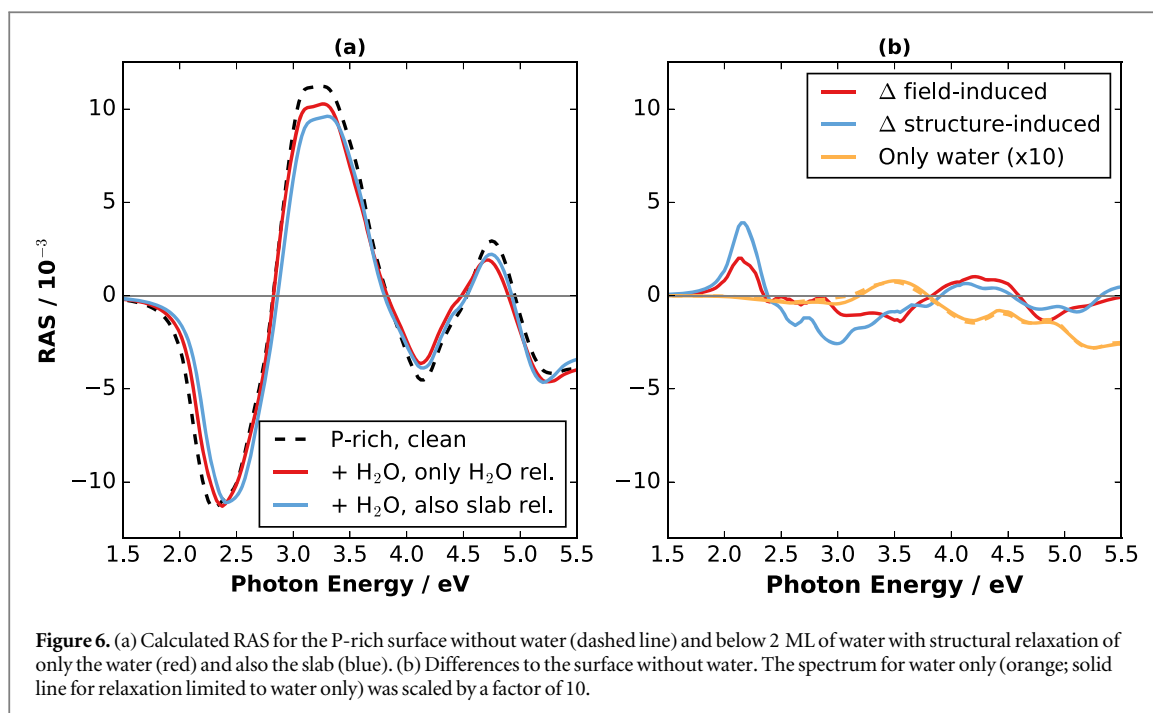 (a)
10
5
0
−5
−10
RAS / 10⁻³
P-rich, clean
+ H₂O, only H₂O rel.
+ H₂O, also slab rel.
1.5 2.0 2.5 3.0 3.5 4.0 4.5 5.0 5.5
Photon Energy / eV
(b)
Δ field-induced
Δ structure-induced
Only water (x10)
10
5
0
−5
−10
1.5 2.0 2.5 3.0 3.5 4.0 4.5 5.0 5.5
Photon Energy / eV
Figure 6. (a) Calculated RAS for the P-rich surface without water (dashed line) and below 2 ML of water with structural relaxation of
only the water (red) and also the slab (blue). (b) Differences to the surface without water. The spectrum for water only (orange; solid
line for relaxation limited to water only) was scaled by a factor of 10.